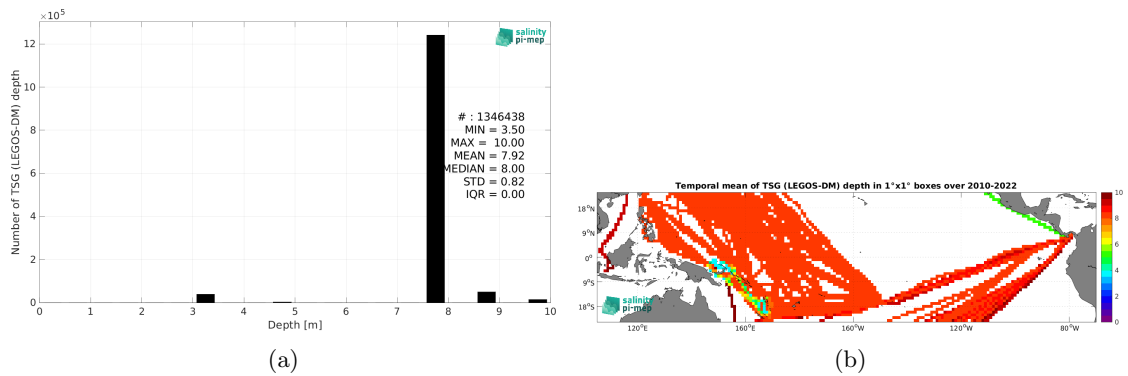 ×10⁵
12
10
8
6
4
2
0
Number of TSG (LEGOS-DM) depth
0 1 2 3 4 5 6 7 8 9 10
Depth [m]
salinity
pi-mep
# : 1346438
MIN = 3.50
MAX = 10.00
MEAN = 7.92
MEDIAN = 8.00
STD = 0.82
IQR = 0.00
(a)
Temporal mean of TSG (LEGOS-DM) depth in 1°x1° boxes over 2010-2022
18°N
9°N
0°
9°S
18°S
120°E 160°E 160°W 120°W 80°W
salinity
pi-mep
10
8
6
4
2
0
(b)